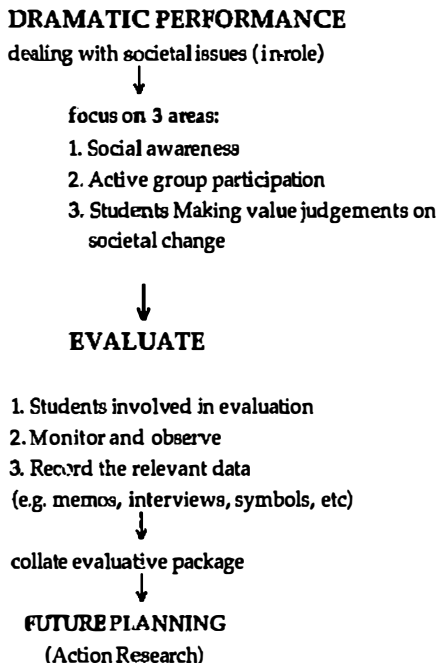 DRAMATIC PERFORMANCE
dealing with societal issues (in-role)
focus on 3 areas:
1. Social awareness
2. Active group participation
3. Students Making value judgements on
societal change
EVALUATE
1. Students involved in evaluation
2. Monitor and observe
3. Record the relevant data
(e.g. memos, interviews, symbols, etc)
collate evaluative package
FUTURE PLANNING
(Action Research)